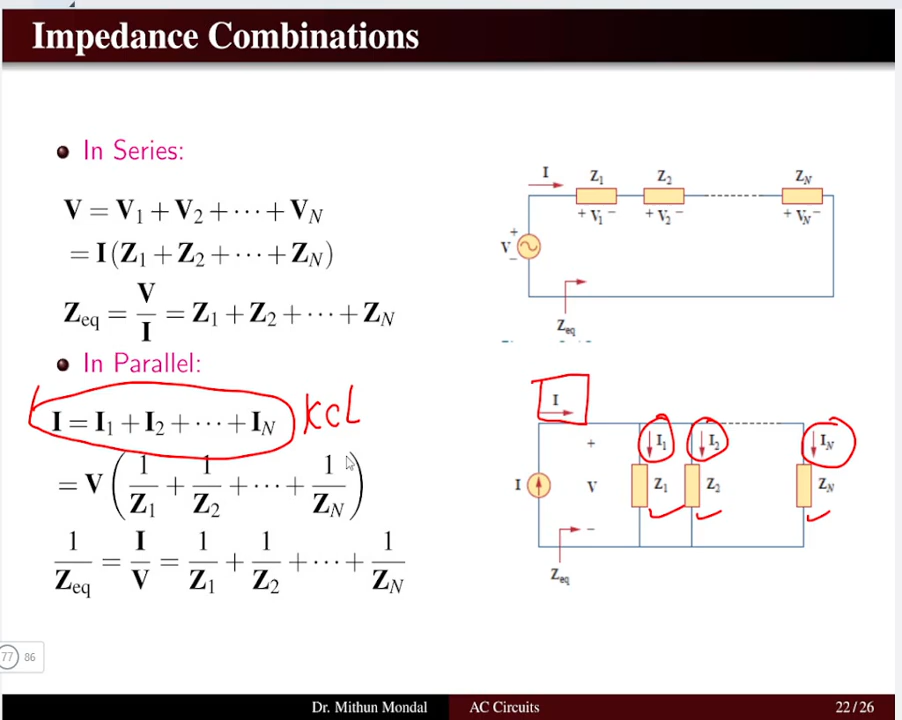 Impedance Combinations
In Series:
V = V₁ + V₂ + ··· + V_N
= I (Z₁ + Z₂ + ··· + Z_N)
Z_eq = V/I = Z₁ + Z₂ + ··· + Z_N
In Parallel:
I = I₁ + I₂ + ··· + I_N KCL
= V (1/Z₁ + 1/Z₂ + ··· + 1/Z_N)
1/Z_eq = I/V = 1/Z₁ + 1/Z₂ + ··· + 1/Z_N
I Z₁ Z₂ Z_N
+ V₁ − + V₂ − + V_N −
+
V
−
Z_eq
I
+ I₁ I₂ I_N
I V Z₁ Z₂ Z_N
−
Z_eq
77 86
Dr. Mithun Mondal AC Circuits 22 / 26